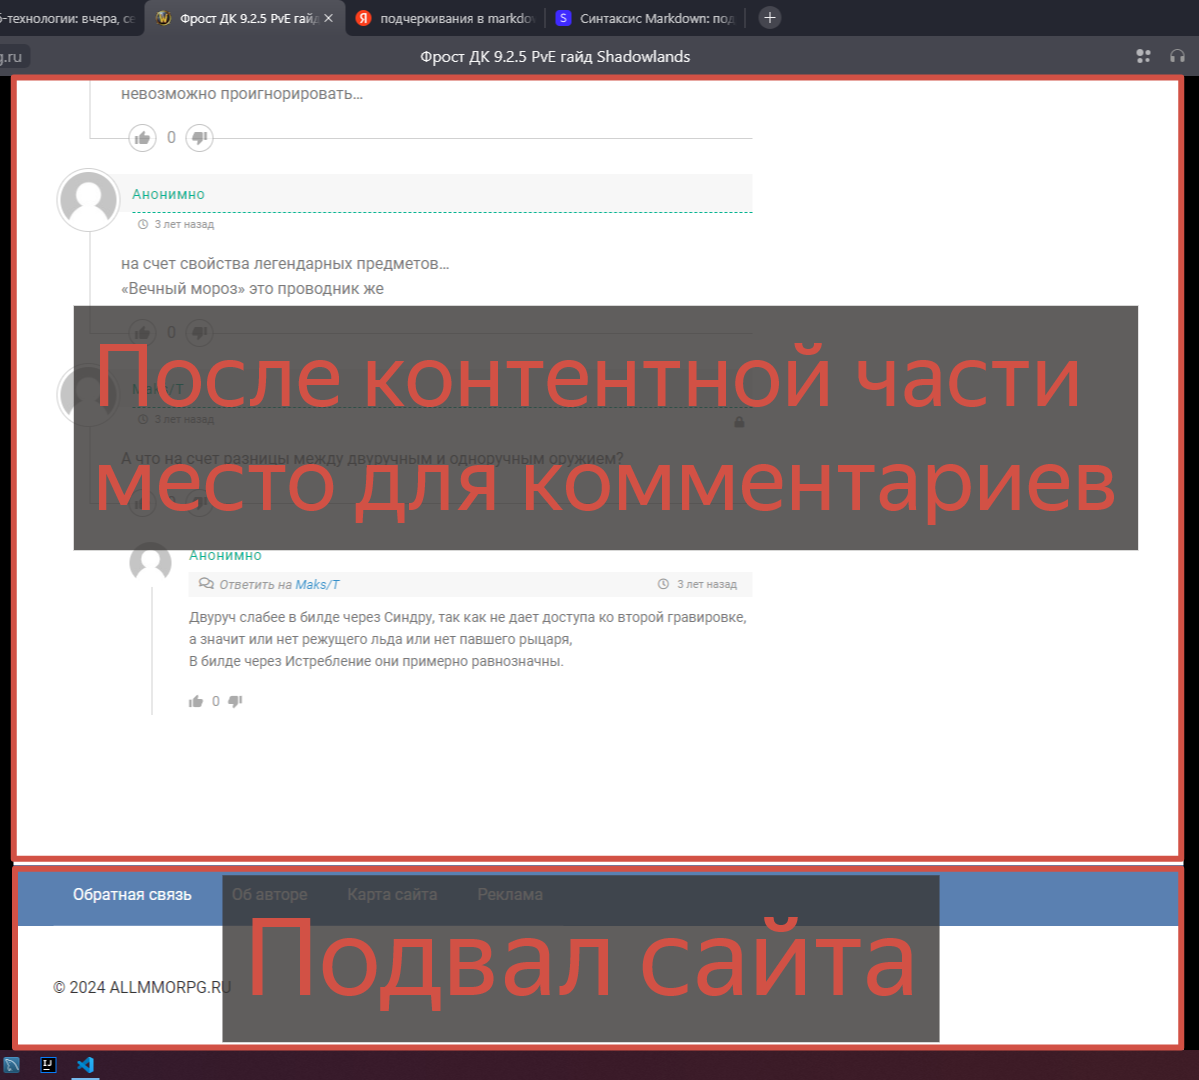 б-технологии: вчера, се
Фрост ДК 9.2.5 PvE гайд
подчеркивания в markdow
Синтаксис Markdown: под
g.ru
Фрост ДК 9.2.5 PvE гайд Shadowlands
невозможно проигнорировать…
0
Анонимно
3 лет назад
на счет свойства легендарных предметов…
«Вечный мороз» это проводник же
0
После контентной части
Maks/T
3 лет назад
А что на счет разницы между двуручным и одноручным оружием?
место для комментариев
0
Анонимно
Ответить на Maks/T
3 лет назад
Двуруч слабее в билде через Синдру, так как не дает доступа ко второй гравировке,
а значит или нет режущего льда или нет павшего рыцаря,
В билде через Истребление они примерно равнозначны.
0
Обратная связь Об авторе Карта сайта Реклама
Подвал сайта
© 2024 ALLMMORPG.RU